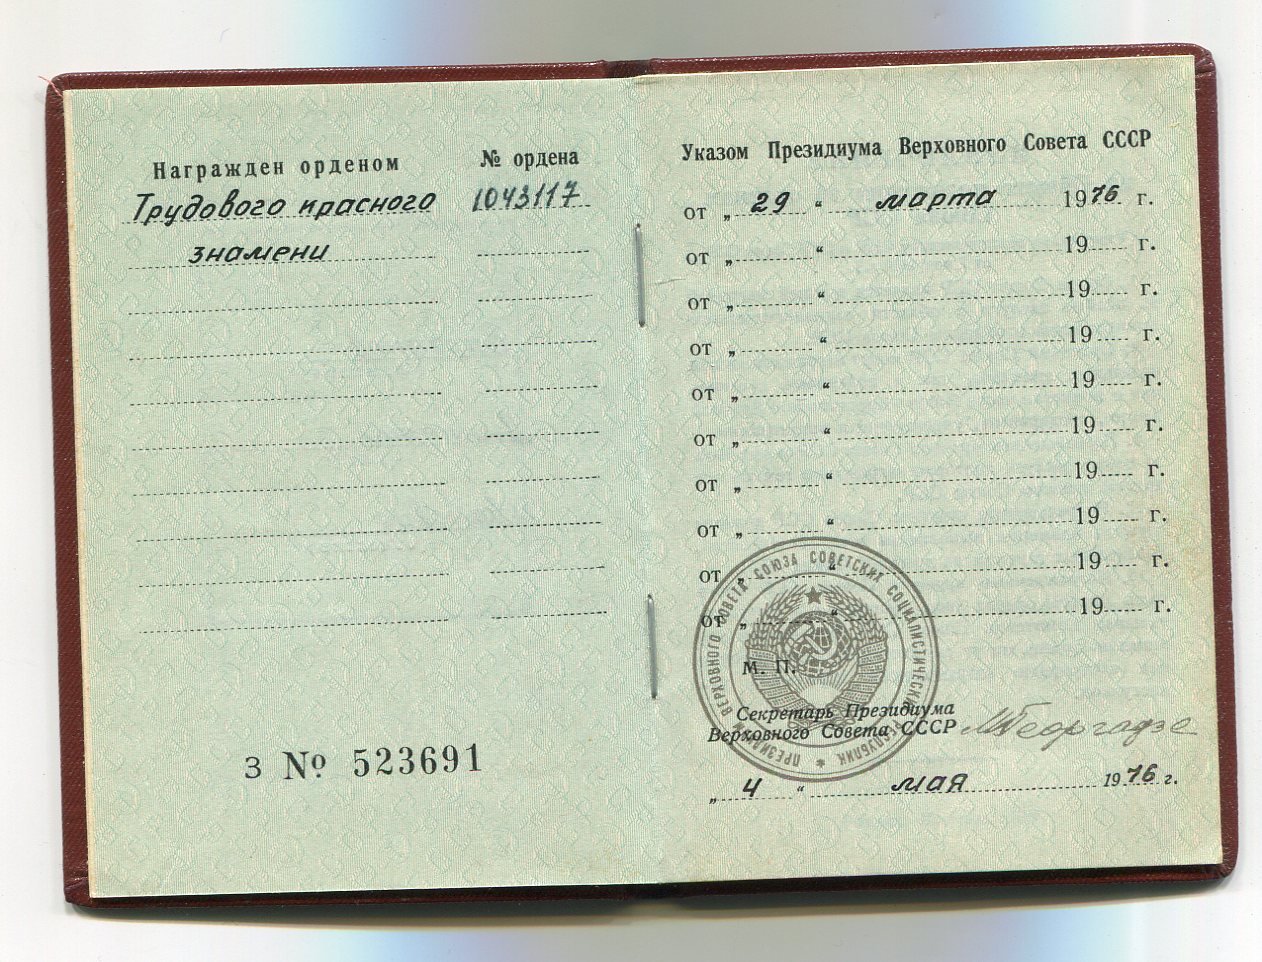 Награжден орденом № ордена
Трудового красного 1043117
знамени
З № 523691
Указом Президиума Верховного Совета СССР
от „ 29 “ марта 1976 г.
от „ “ 19 г.
от „ “ 19 г.
от „ “ 19 г.
от „ “ 19 г.
от „ “ 19 г.
от „ “ 19 г.
от „ “ 19 г.
от „ “ 19 г.
от „ “ 19 г.
ПРЕЗИДИУМ ВЕРХОВНОГО СОВЕТА СОЮЗА СОВЕТСКИХ СОЦИАЛИСТИЧЕСКИХ РЕСПУБЛИК
М. П.
Секретарь Президиума
Верховного Совета СССР МГеоргадзе
„ 4 “ мая 1976 г.